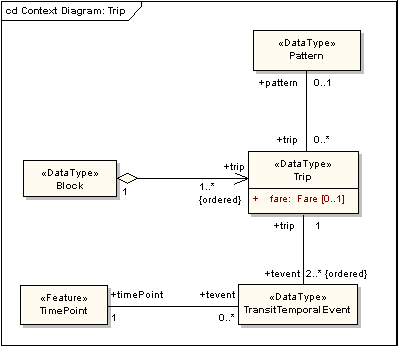 cd Context Diagram: Trip
«DataType»
Pattern
+pattern 0..1
+trip 0..*
«DataType»
Block
1
+trip
1..*
{ordered}
«DataType»
Trip
+ fare: Fare [0..1]
+trip 1
+tevent 2..* {ordered}
«Feature»
TimePoint
+timePoint
1
+tevent
0..*
«DataType»
TransitTemporalEvent